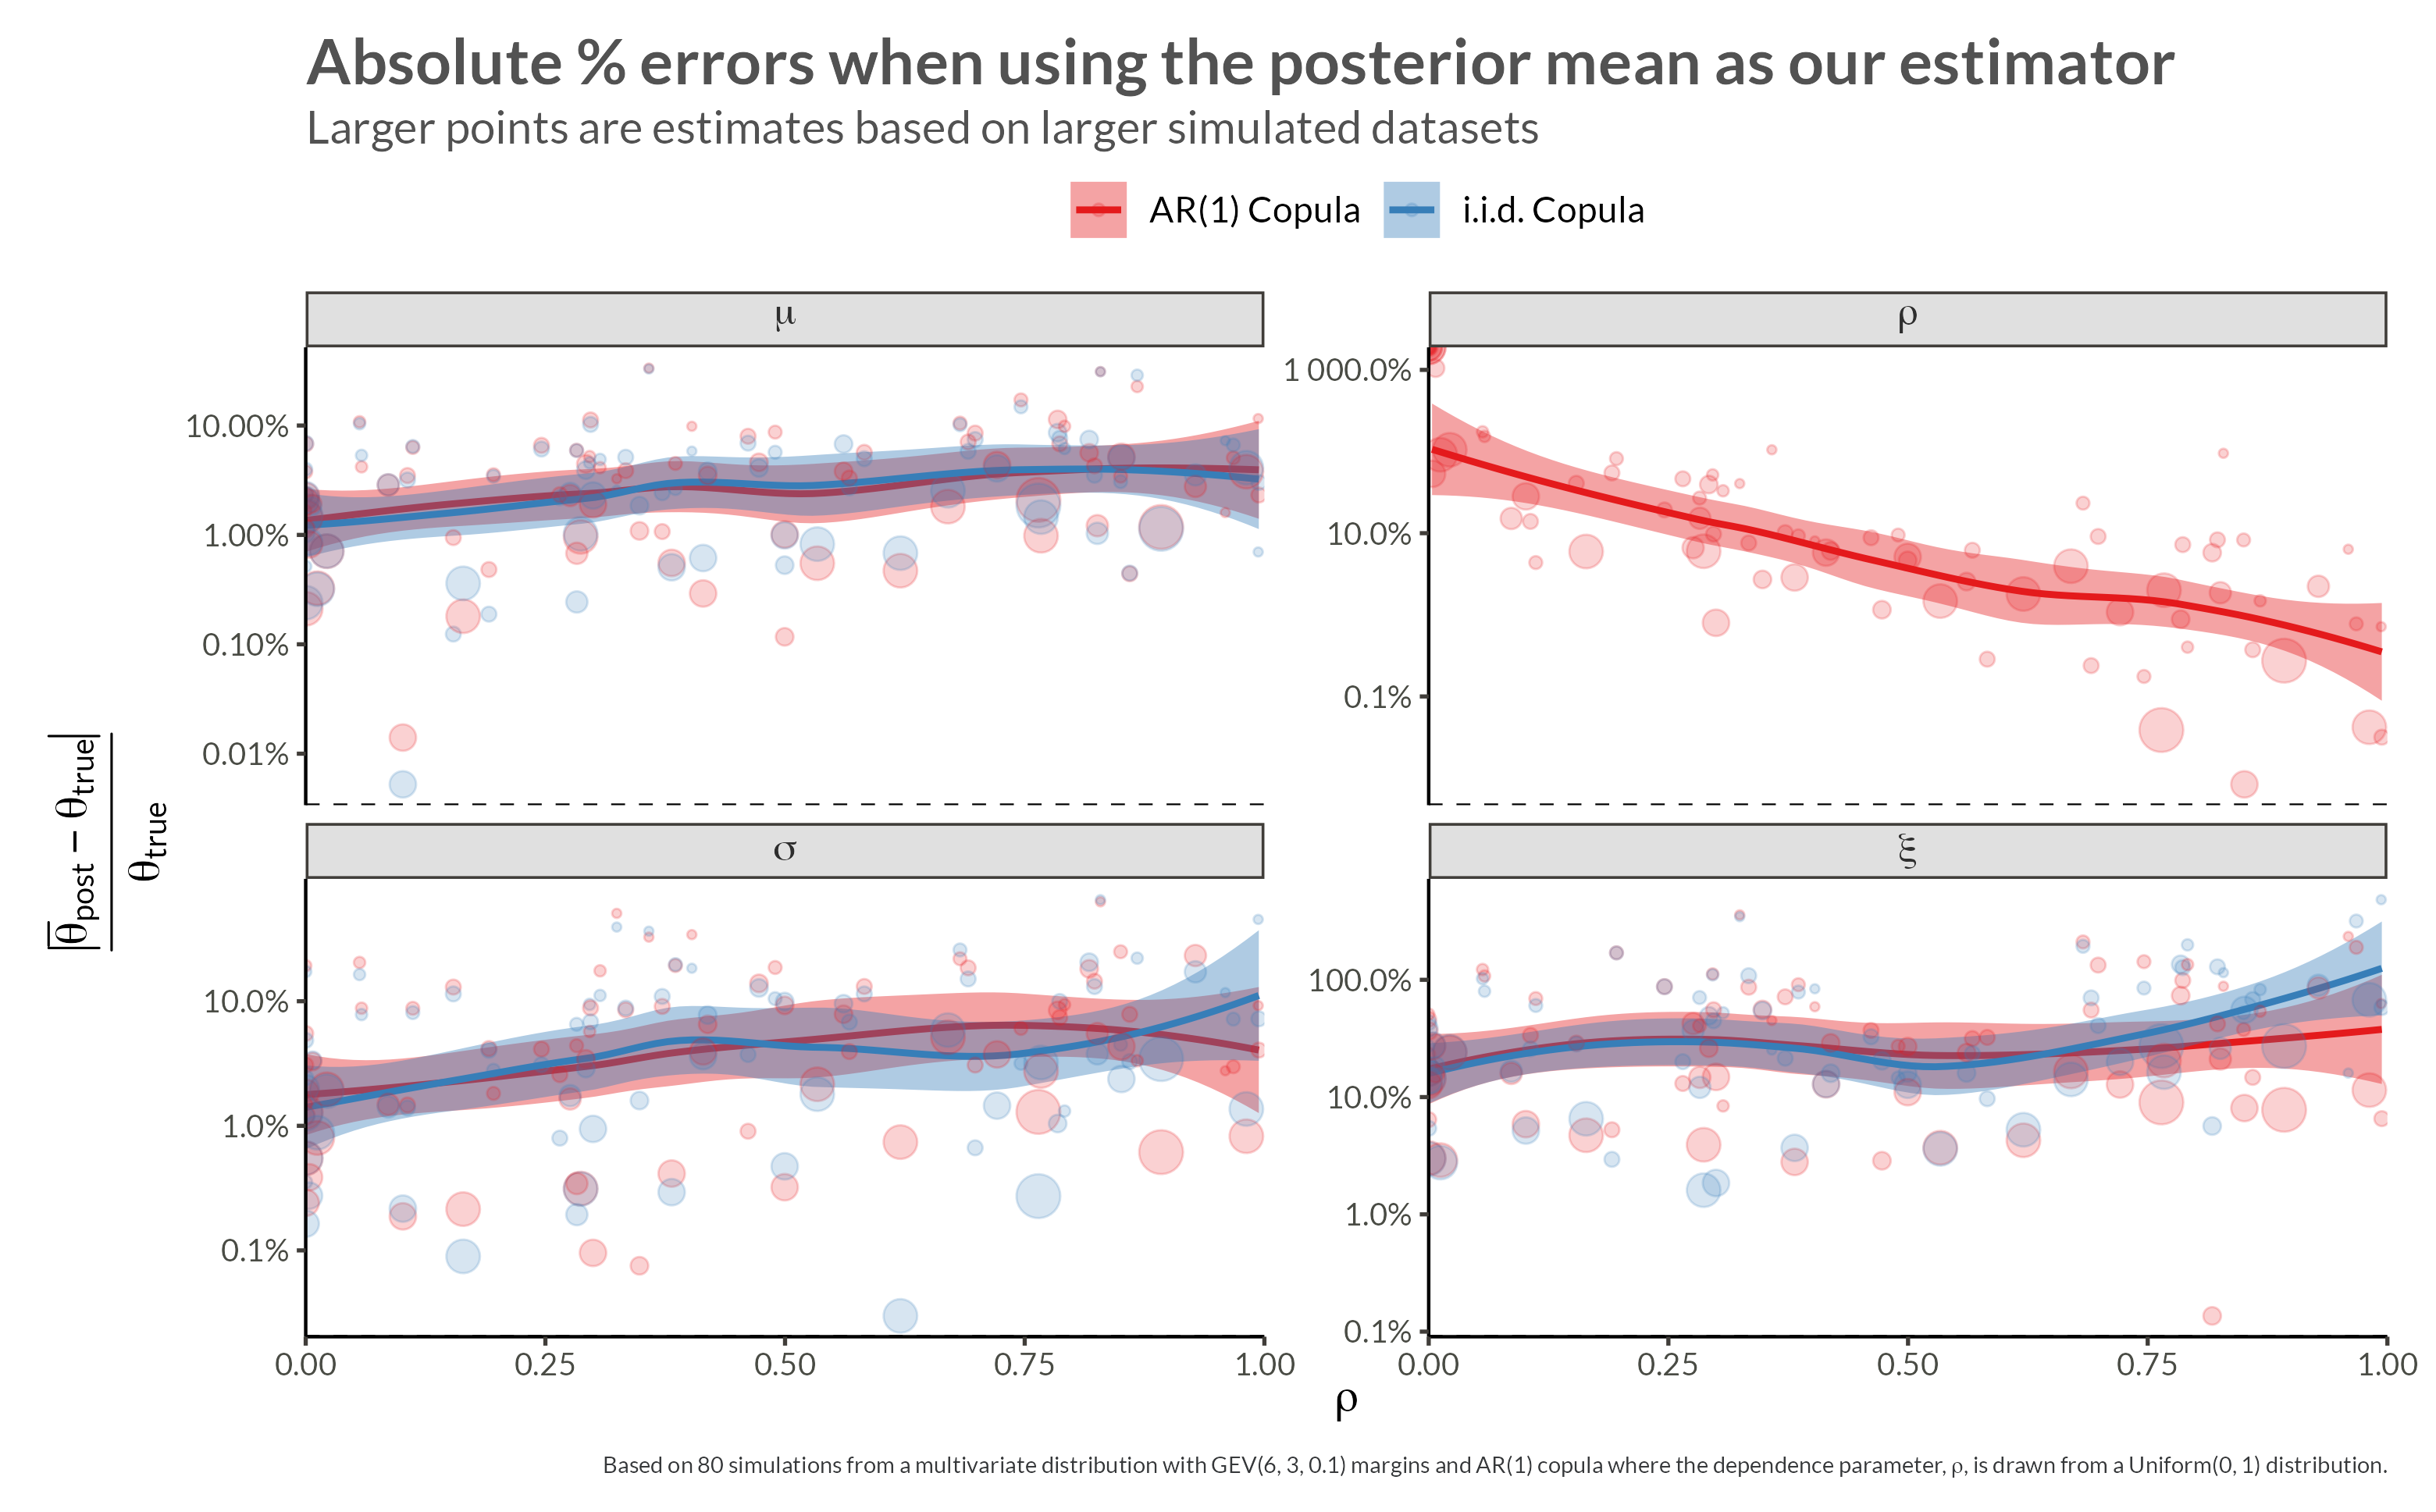 Absolute % errors when using the posterior mean as our estimator
Larger points are estimates based on larger simulated datasets
AR(1) Copula
i.i.d. Copula
μ
10.00%
1.00%
0.10%
0.01%
ρ
1 000.0%
10.0%
0.1%
|θ̅post − θtrue|
θtrue
σ
10.0%
1.0%
0.1%
0.00 0.25 0.50 0.75 1.00
ξ
100.0%
10.0%
1.0%
0.1%
0.00 0.25 0.50 0.75 1.00
ρ
Based on 80 simulations from a multivariate distribution with GEV(6, 3, 0.1) margins and AR(1) copula where the dependence parameter, ρ, is drawn from a Uniform(0, 1) distribution.